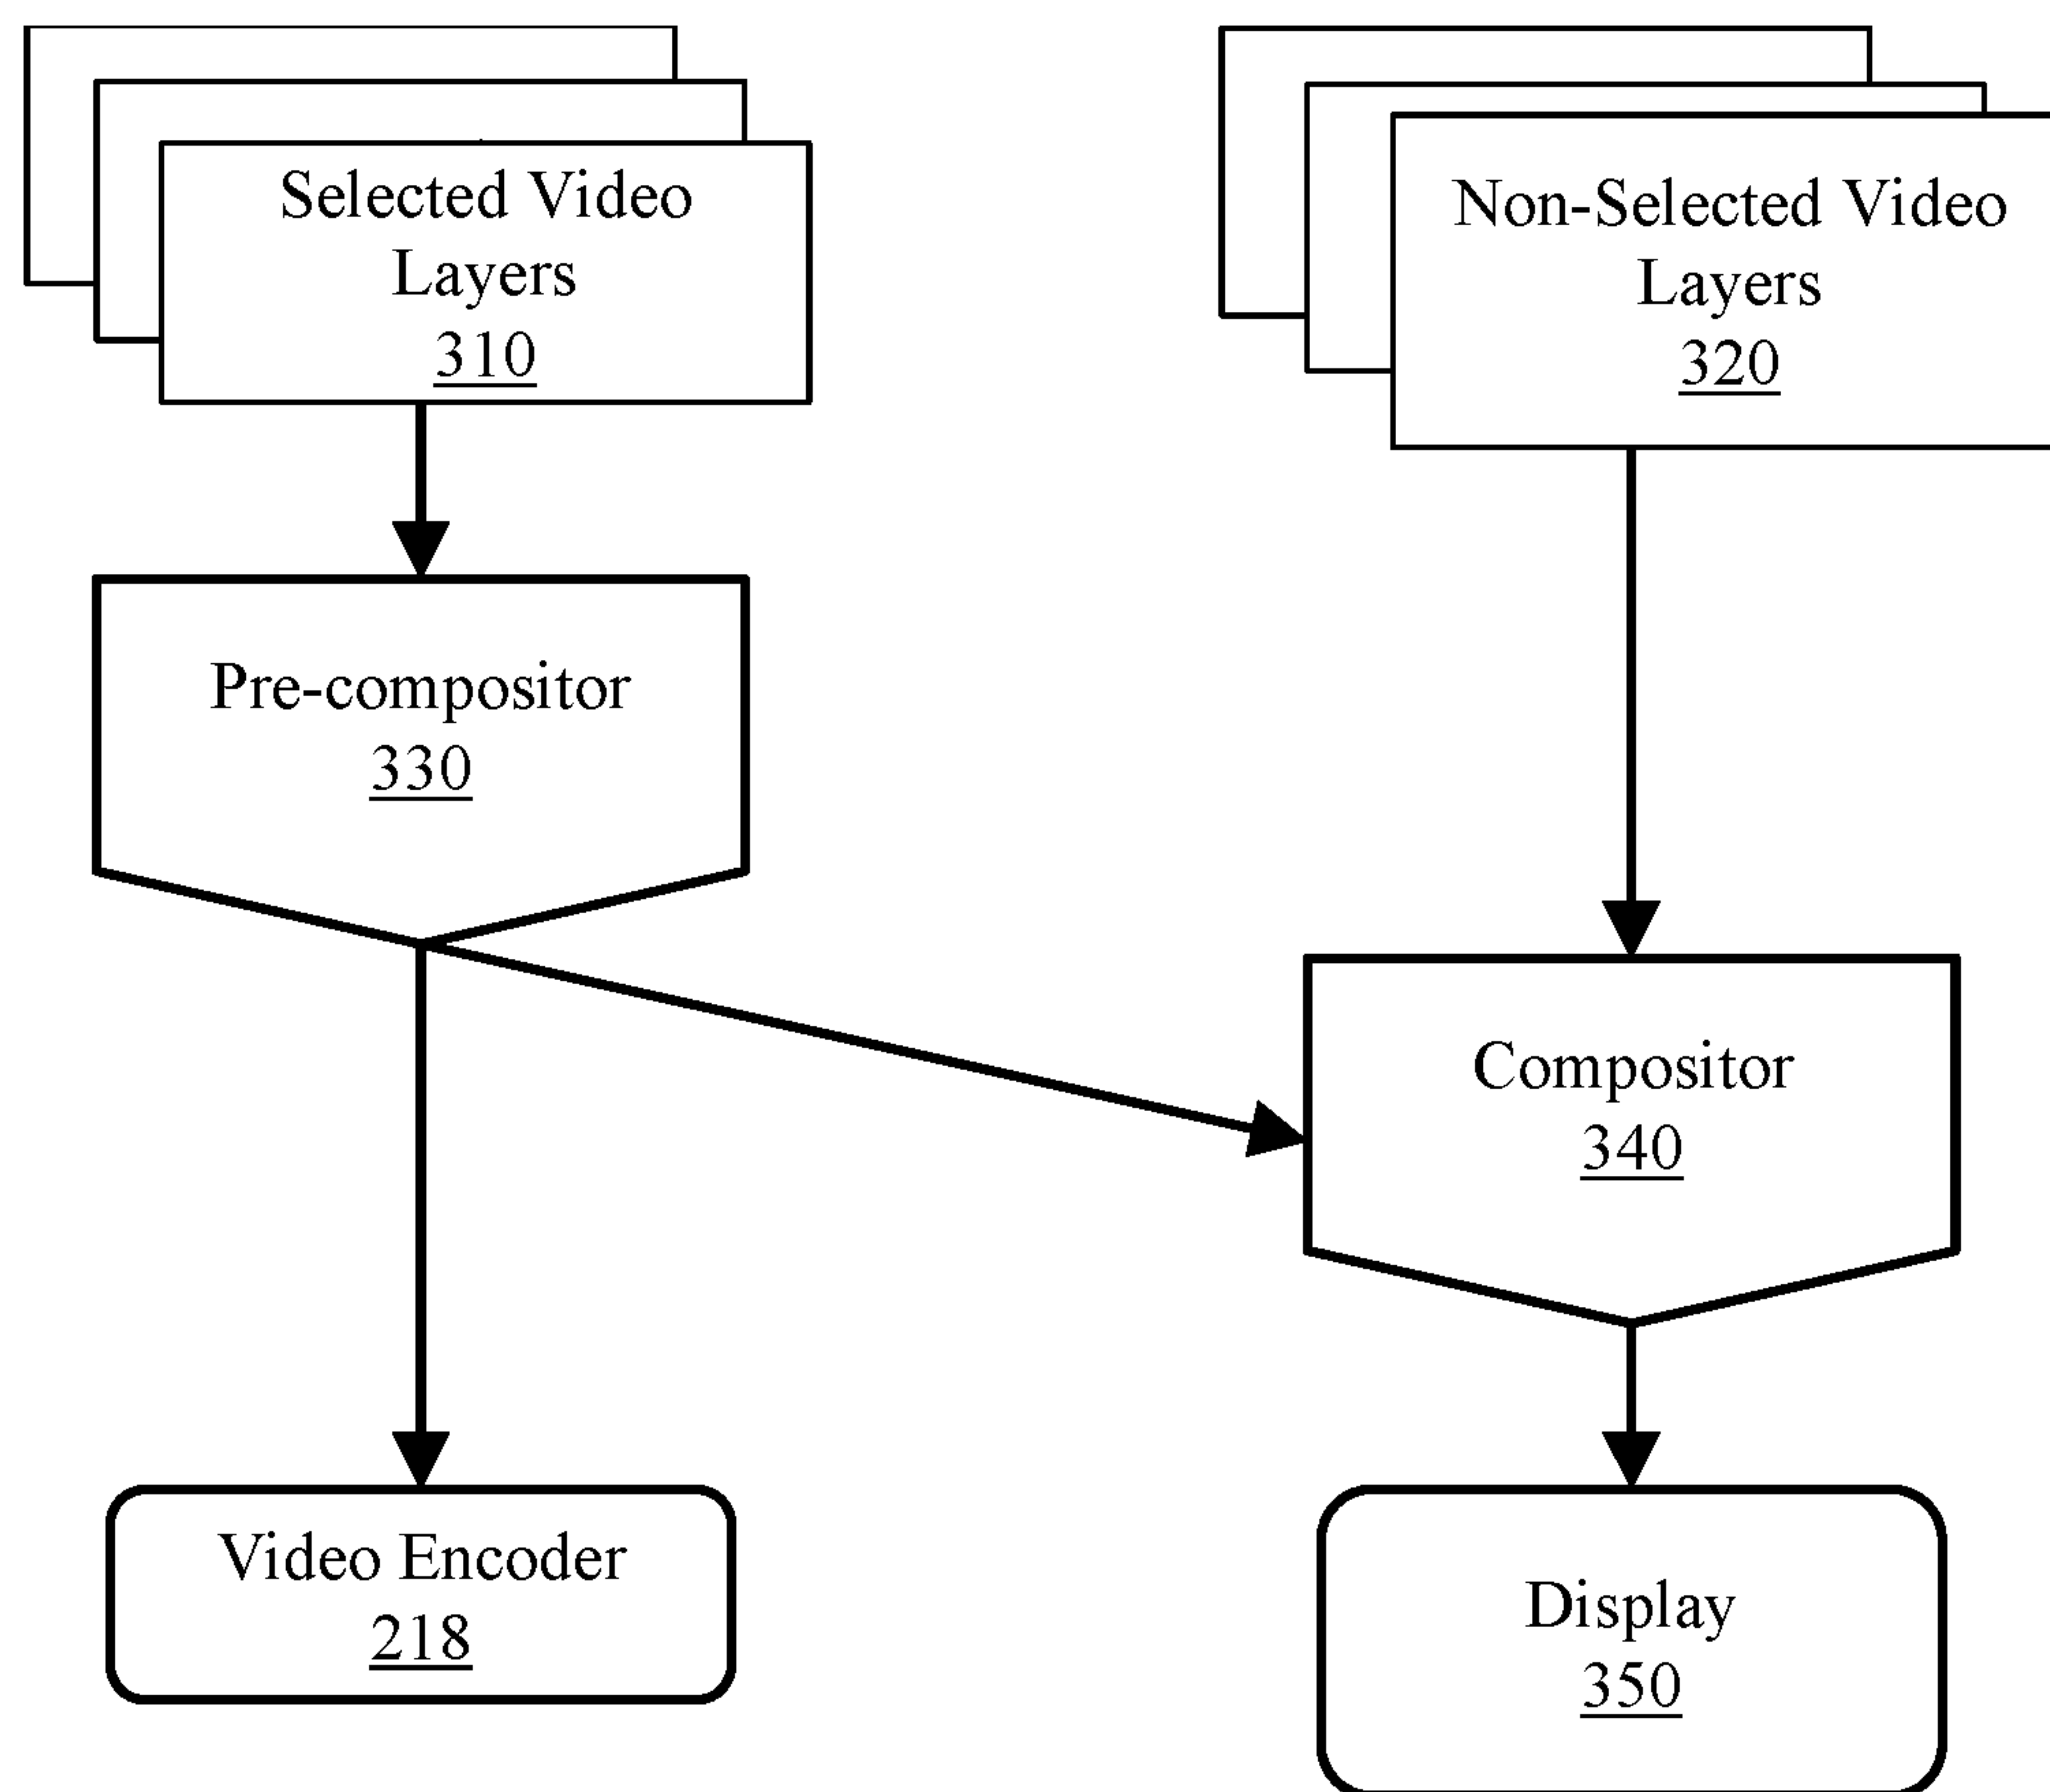 Selected Video
Layers
310
Non-Selected Video
Layers
320
Pre-compositor
330
Compositor
340
Video Encoder
218
Display
350